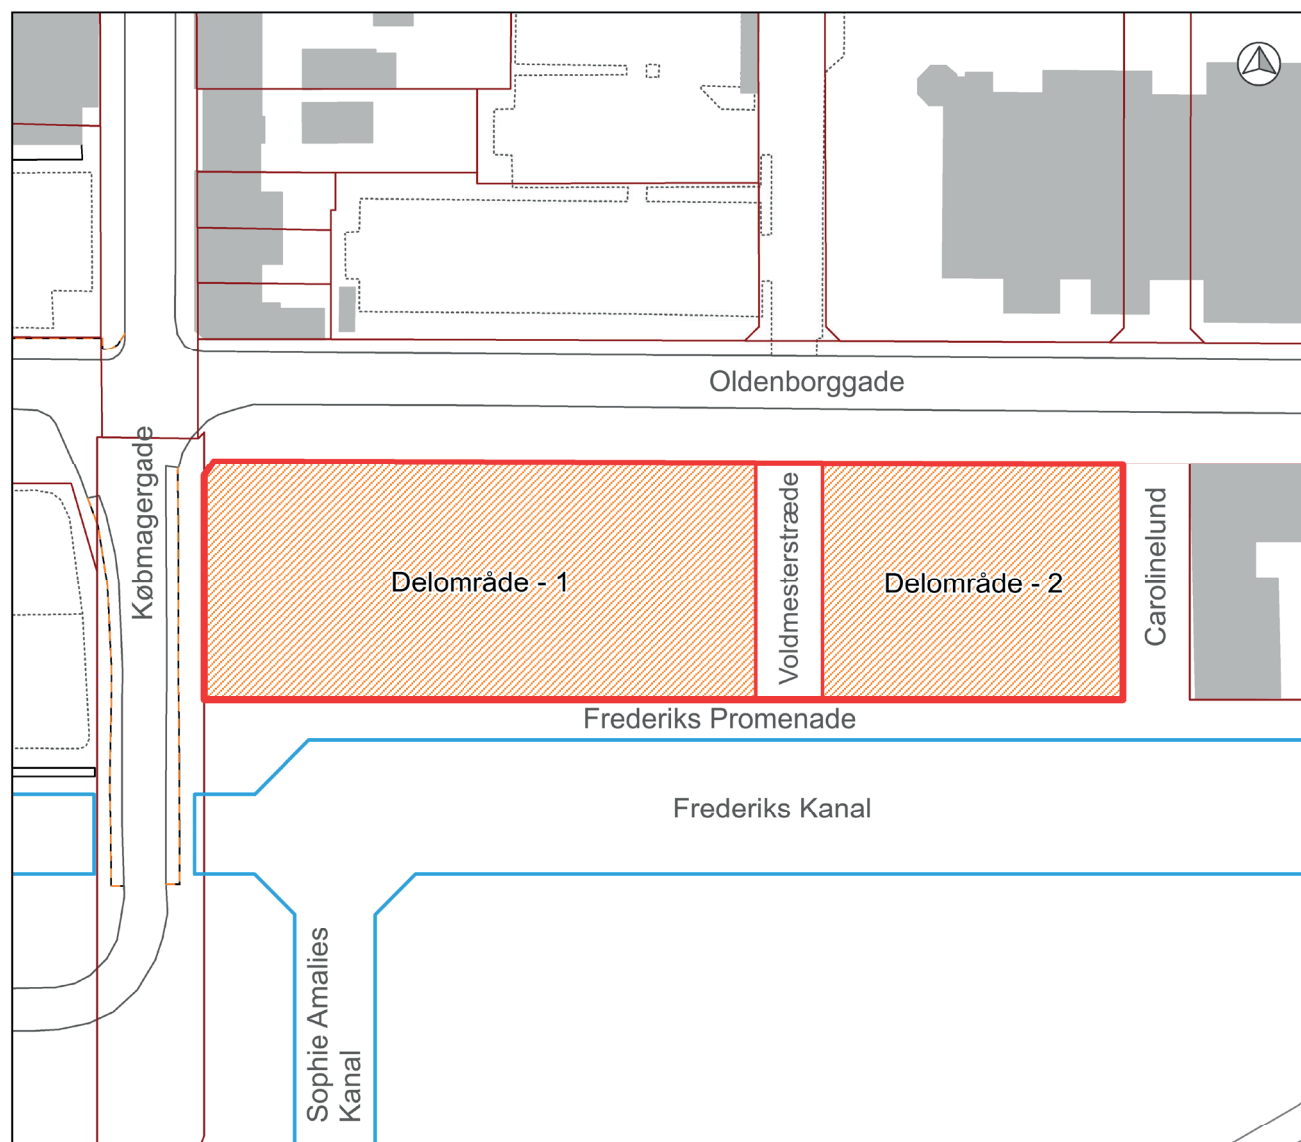 Oldenborggade
Købmagergade
Delområde - 1
Voldmesterstræde
Delområde - 2
Carolinelund
Frederiks Promenade
Frederiks Kanal
Sophie Amalies
Kanal